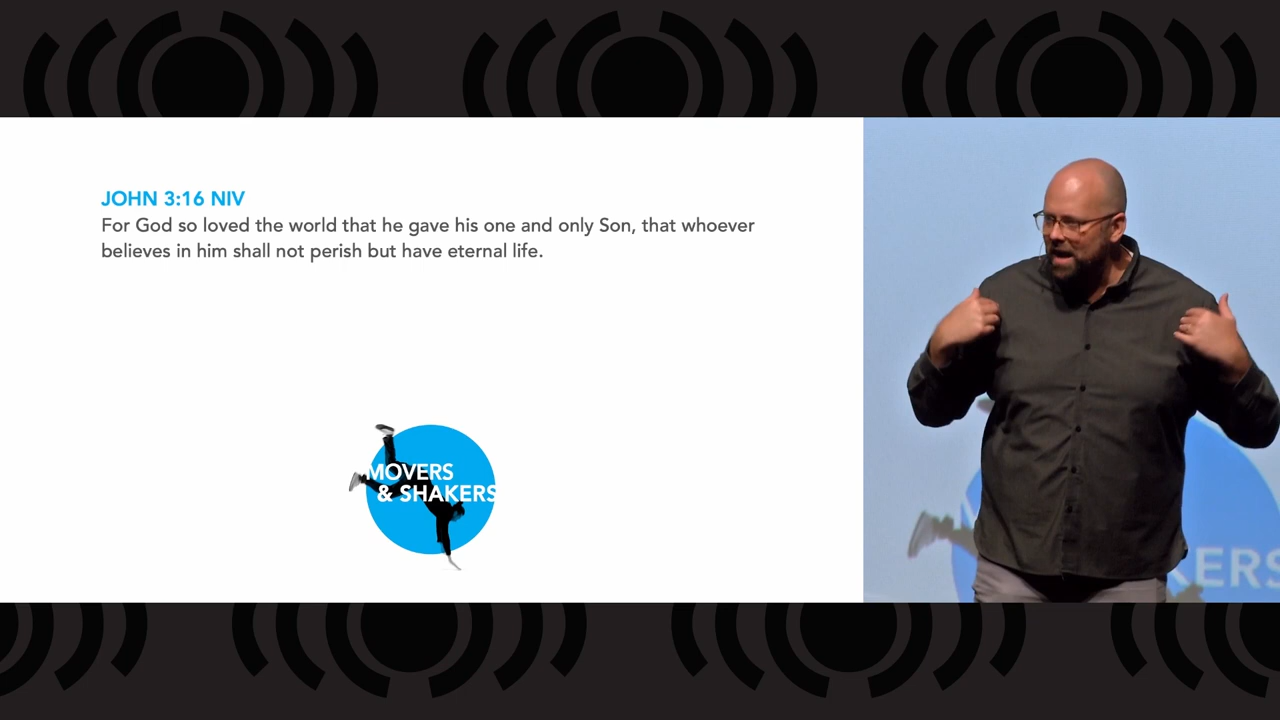 JOHN 3:16 NIV
For God so loved the world that he gave his one and only Son, that whoever
believes in him shall not perish but have eternal life.
MOVERS
& SHAKERS
KERS